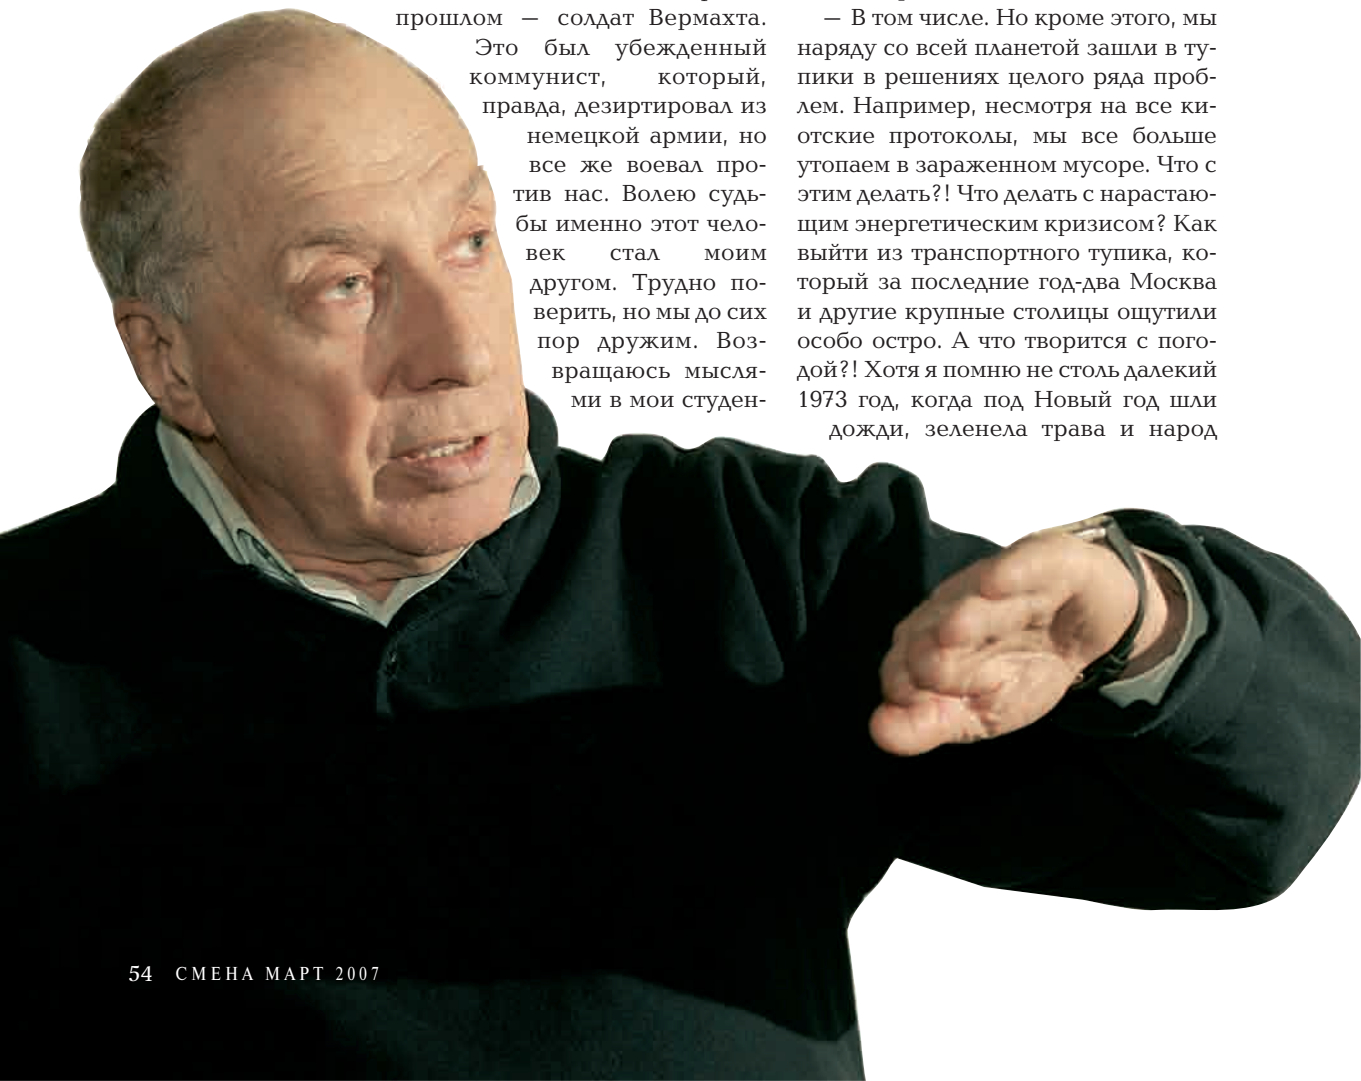 прошлом — солдат Вермахта.
Это был убежденный
коммунист, который,
правда, дезиртировал из
немецкой армии, но
все же воевал про-
тив нас. Волею судь-
бы именно этот чело-
век стал моим
другом. Трудно по-
верить, но мы до сих
пор дружим. Воз-
вращаюсь мысля-
ми в мои студен-
— В том числе. Но кроме этого, мы
наряду со всей планетой зашли в ту-
пики в решениях целого ряда проб-
лем. Например, несмотря на все ки-
отские протоколы, мы все больше
утопаем в зараженном мусоре. Что с
этим делать?! Что делать с нарастаю-
щим энергетическим кризисом? Как
выйти из транспортного тупика, ко-
торый за последние год-два Москва
и другие крупные столицы ощутили
особо остро. А что творится с пого-
дой?! Хотя я помню не столь далекий
1973 год, когда под Новый год шли
дожди, зеленела трава и народ
54 СМЕНА МАРТ 2007